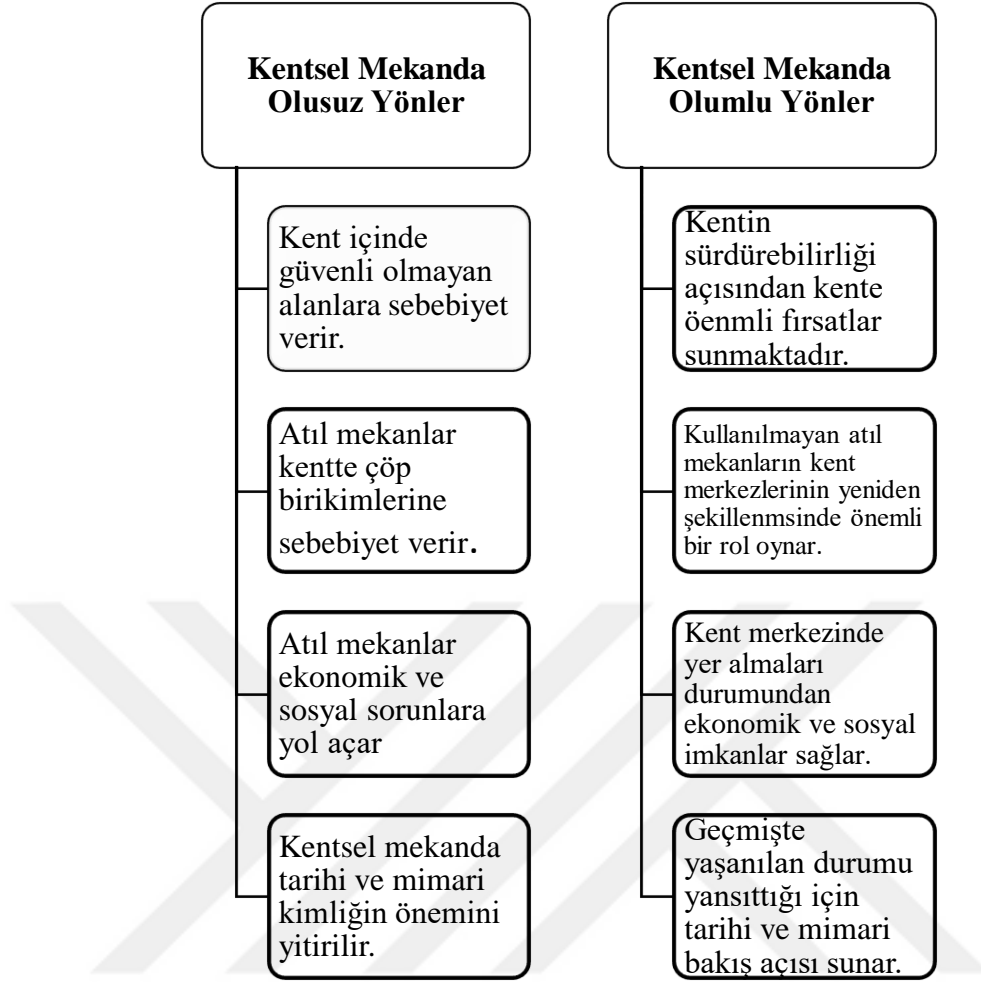 Kentsel Mekanda
Olusuz Yönler
Kent içinde
güvenli olmayan
alanlara sebebiyet
verir.
Atıl mekanlar
kentte çöp
birikimlerine
sebebiyet verir.
Atıl mekanlar
ekonomik ve
sosyal sorunlara
yol açar
Kentsel mekanda
tarihi ve mimari
kimliğin önemini
yitirilir.
Kentsel Mekanda
Olumlu Yönler
Kentin
sürdürebilirliği
açısından kente
öenmli fırsatlar
sunmaktadır.
Kullanılmayan atıl
mekanların kent
merkezlerinin yeniden
şekillenmsinde önemli
bir rol oynar.
Kent merkezinde
yer almaları
durumundan
ekonomik ve sosyal
imkanlar sağlar.
Geçmişte
yaşanılan durumu
yansıttığı için
tarihi ve mimari
bakış açısı sunar.